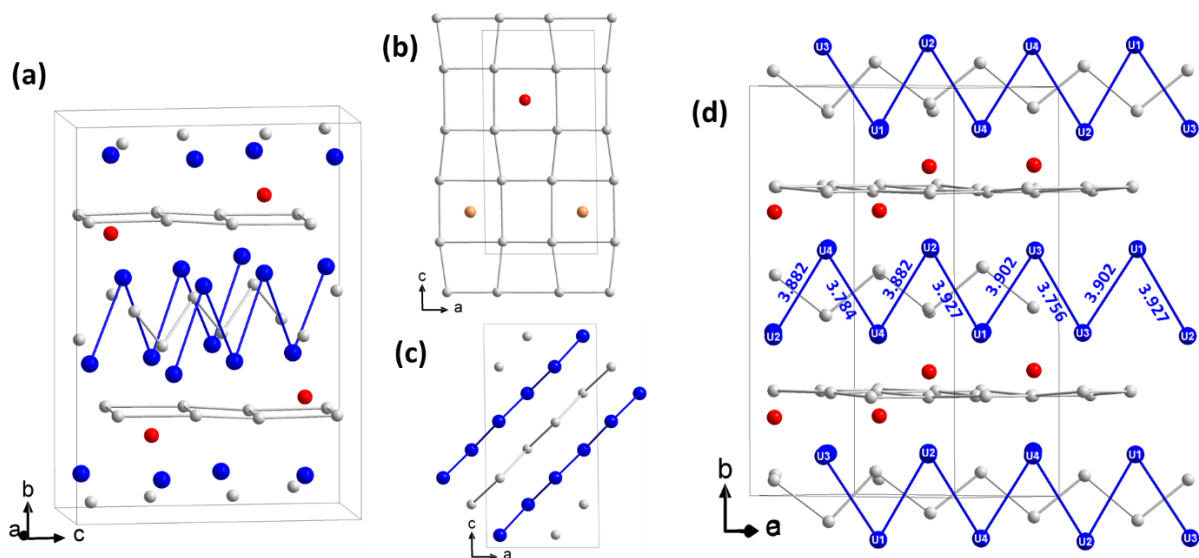 (a)
b
a c
(b)
c
a
(c)
c
a
(d)
U3 U2 U4 U1
U1 U4 U2 U3
U4 U2 U3 U1
3.882 3.784 3.882 3.927 3.902 3.756 3.902 3.927
U2 U4 U1 U3 U2
U3 U2 U4 U1
U1 U4 U2 U3
b